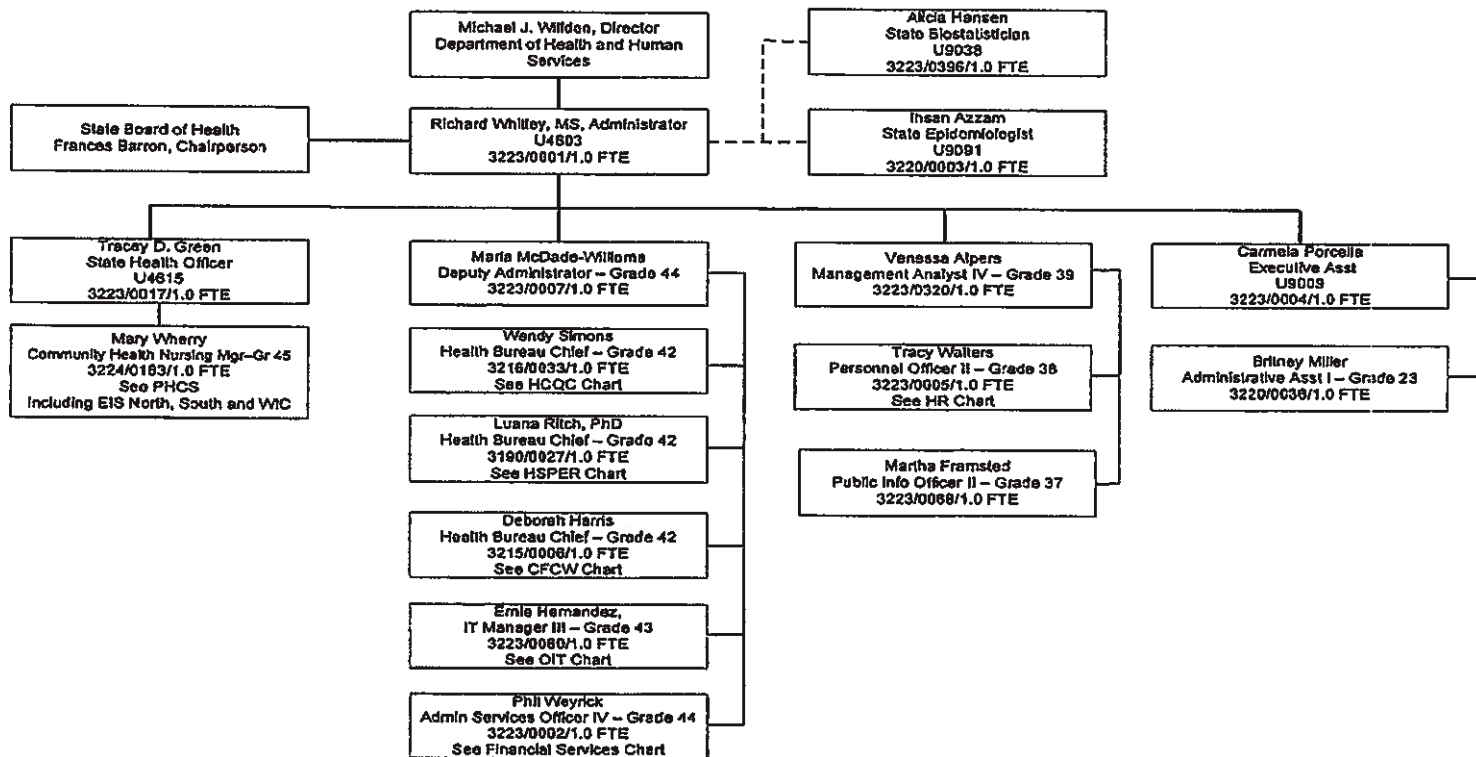 Michael J. Willden, Director
Department of Health and Human
Services
Alicia Hansen
State Biostatistician
U9038
3223/0396/1.0 FTE
State Board of Health
Frances Barron, Chairperson
Richard Whitley, MS, Administrator
U4603
3223/0001/1.0 FTE
Ihsan Azzam
State Epidemiologist
U9091
3220/0003/1.0 FTE
Tracey D. Green
State Health Officer
U4615
3223/0017/1.0 FTE
Mary Wherry
Community Health Nursing Mgr–Gr 45
3224/0163/1.0 FTE
See PHCS
Including EIS North, South and WIC
Marla McDade-Williams
Deputy Administrator – Grade 44
3223/0007/1.0 FTE
Wendy Simons
Health Bureau Chief – Grade 42
3216/0033/1.0 FTE
See HCQC Chart
Luana Ritch, PhD
Health Bureau Chief – Grade 42
3190/0027/1.0 FTE
See HSPER Chart
Deborah Harris
Health Bureau Chief – Grade 42
3215/0006/1.0 FTE
See CFCW Chart
Ernie Hernandez,
IT Manager III – Grade 43
3223/0080/1.0 FTE
See OIT Chart
Phil Weyrick
Admin Services Officer IV – Grade 44
3223/0002/1.0 FTE
See Financial Services Chart
Venessa Alpers
Management Analyst IV – Grade 39
3223/0320/1.0 FTE
Tracy Walters
Personnel Officer II – Grade 38
3223/0005/1.0 FTE
See HR Chart
Martha Framsted
Public Info Officer II – Grade 37
3223/0068/1.0 FTE
Carmela Porcella
Executive Asst
U9009
3223/0004/1.0 FTE
Britney Miller
Administrative Asst I – Grade 23
3220/0036/1.0 FTE